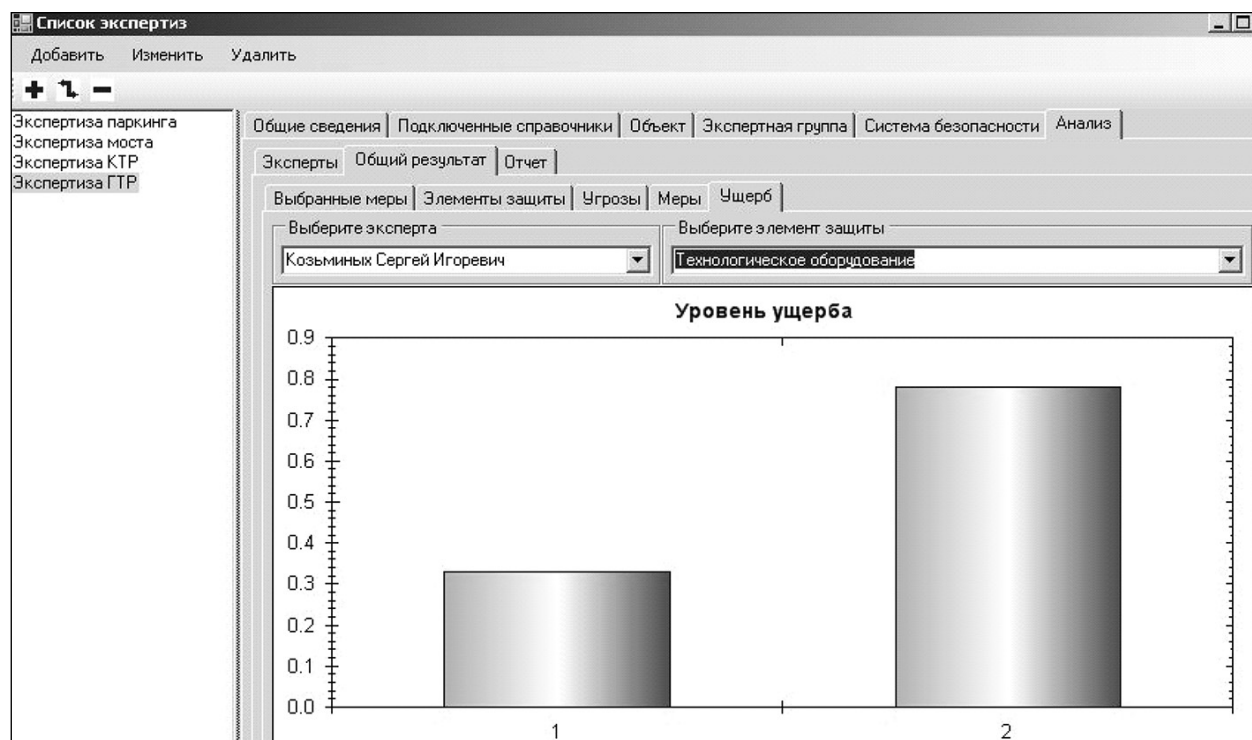 Список экспертиз
Добавить Изменить Удалить
Экспертиза паркинга
Экспертиза моста
Экспертиза КТР
Экспертиза ГТР
Общие сведения Подключенные справочники Объект Экспертная группа Система безопасности Анализ
Эксперты Общий результат Отчет
Выбранные меры Элементы защиты Угрозы Меры Ущерб
Выберите эксперта Выберите элемент защиты
Козьминых Сергей Игоревич Технологическое оборудование
Уровень ущерба
0.9
0.8
0.7
0.6
0.5
0.4
0.3
0.2
0.1
0.0
1 2